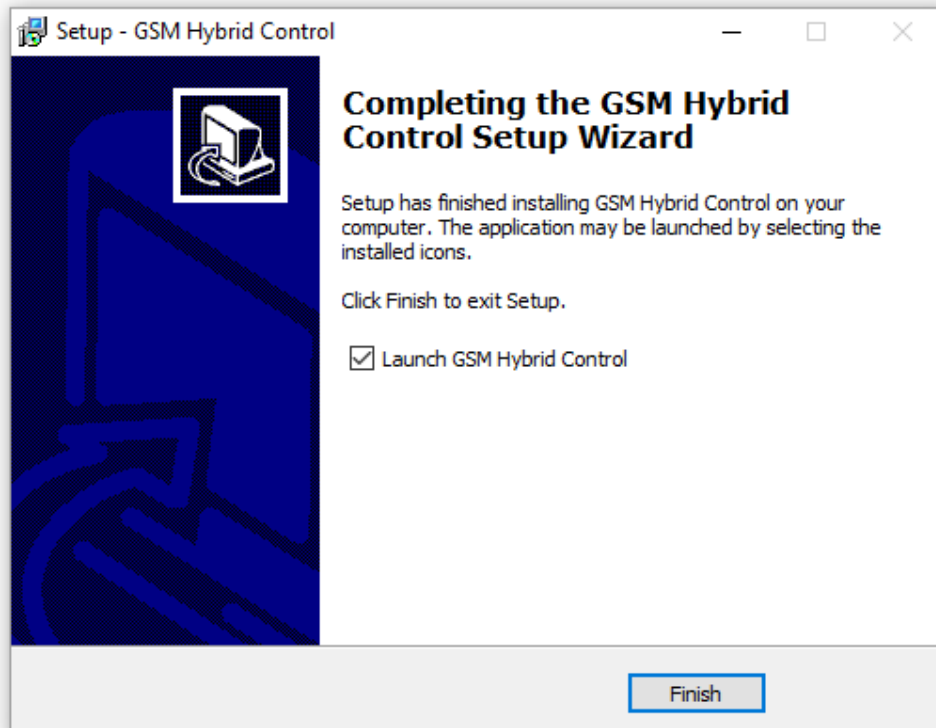 Setup - GSM Hybrid Control
Completing the GSM Hybrid
Control Setup Wizard
Setup has finished installing GSM Hybrid Control on your
computer. The application may be launched by selecting the
installed icons.
Click Finish to exit Setup.
Launch GSM Hybrid Control
Finish